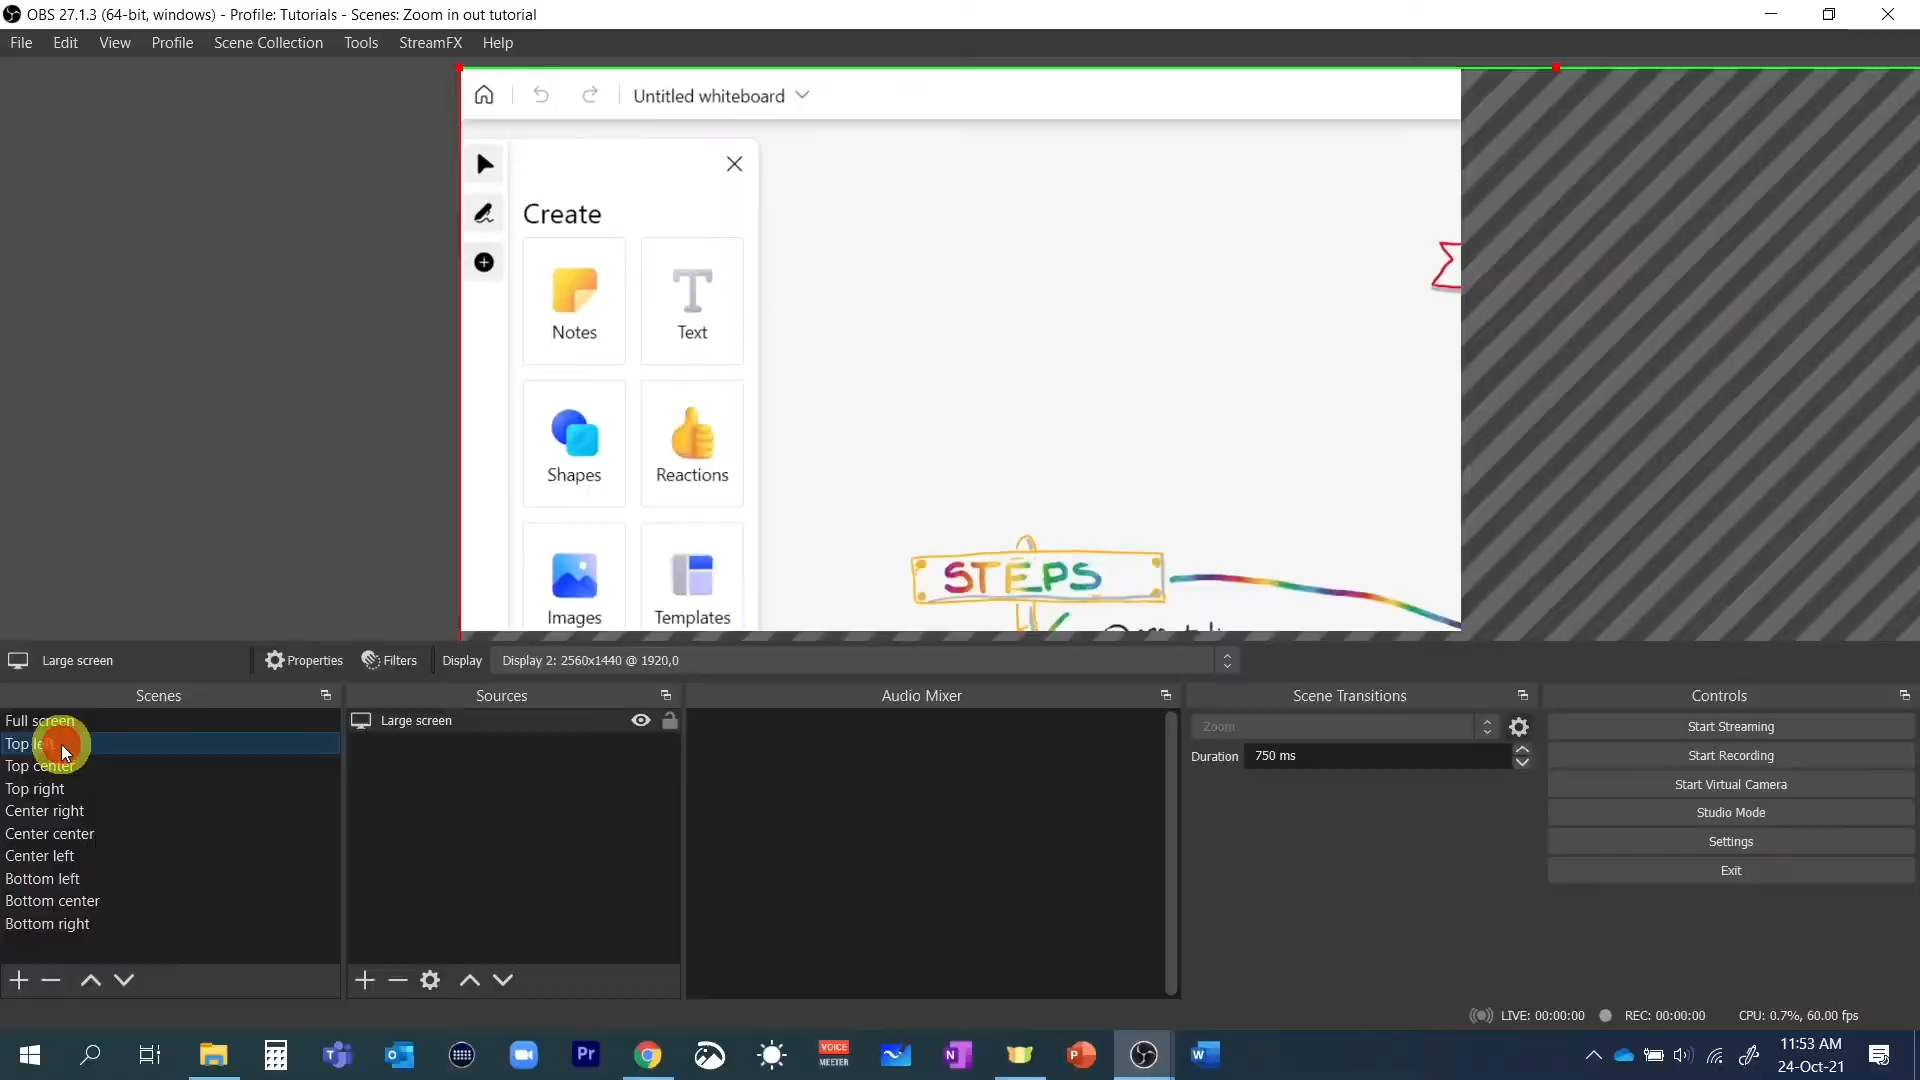 OBS 27.1.3 (64-bit, windows) - Profile: Tutorials - Scenes: Zoom in out tutorial
File Edit View Profile Scene Collection Tools StreamFX Help
Untitled whiteboard
Create
Notes Text
Shapes Reactions
Images Templates
STEPS
Large screen Properties Filters Display Display 2: 2560x1440 @ 1920,0
Scenes Sources Audio Mixer Scene Transitions Controls
Full screen
Top left
Top center
Top right
Center right
Center center
Center left
Bottom left
Bottom center
Bottom right
Large screen
Zoom
Duration 750 ms
Start Streaming
Start Recording
Start Virtual Camera
Studio Mode
Settings
Exit
LIVE: 00:00:00 REC: 00:00:00 CPU: 0.7%, 60.00 fps
VOICE
MEETER
11:53 AM
24-Oct-21